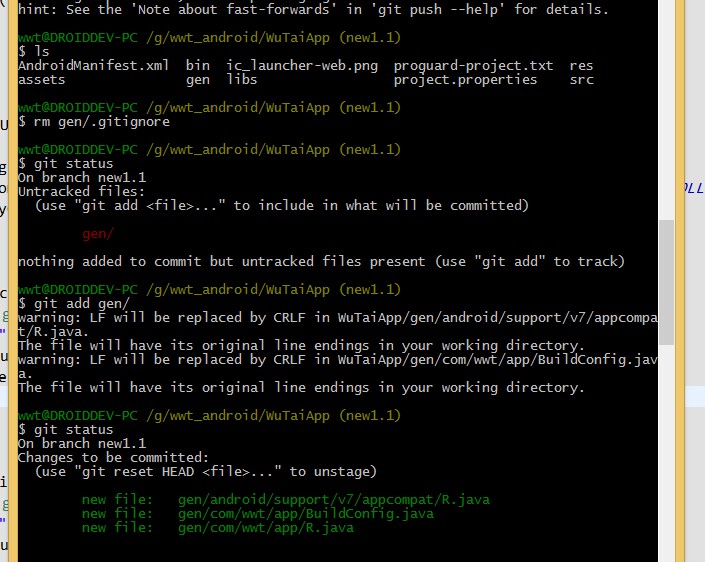 hint: See the 'Note about fast-forwards' in 'git push --help' for details.
wwt@DROIDDEV-PC /g/wwt_android/WuTaiApp (new1.1)
$ ls
AndroidManifest.xml  bin  ic_launcher-web.png  proguard-project.txt  res
assets               gen  libs                 project.properties    src
wwt@DROIDDEV-PC /g/wwt_android/WuTaiApp (new1.1)
$ rm gen/.gitignore
wwt@DROIDDEV-PC /g/wwt_android/WuTaiApp (new1.1)
$ git status
On branch new1.1
Untracked files:
  (use "git add <file>..." to include in what will be committed)
        gen/
nothing added to commit but untracked files present (use "git add" to track)
wwt@DROIDDEV-PC /g/wwt_android/WuTaiApp (new1.1)
$ git add gen/
warning: LF will be replaced by CRLF in WuTaiApp/gen/android/support/v7/appcompa
t/R.java.
The file will have its original line endings in your working directory.
warning: LF will be replaced by CRLF in WuTaiApp/gen/com/wwt/app/BuildConfig.jav
a.
The file will have its original line endings in your working directory.
wwt@DROIDDEV-PC /g/wwt_android/WuTaiApp (new1.1)
$ git status
On branch new1.1
Changes to be committed:
  (use "git reset HEAD <file>..." to unstage)
        new file:   gen/android/support/v7/appcompat/R.java
        new file:   gen/com/wwt/app/BuildConfig.java
        new file:   gen/com/wwt/app/R.java